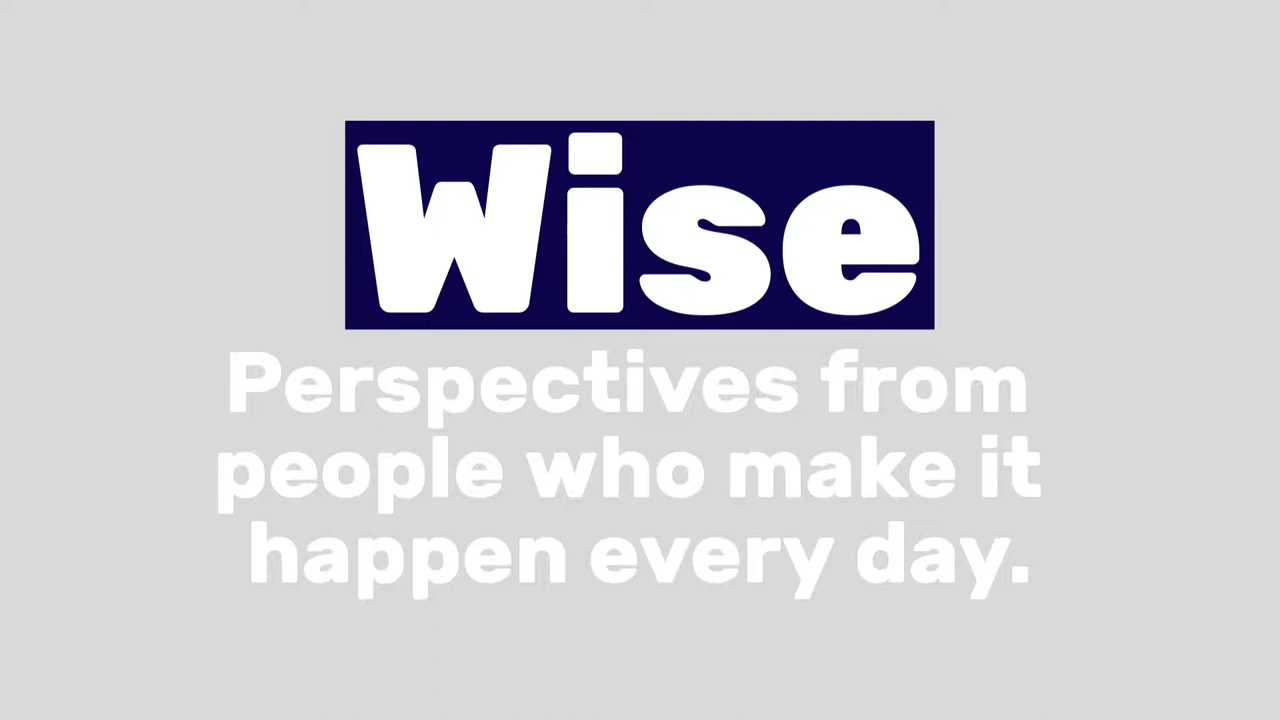 Wise
Perspectives from
people who make it
happen every day.